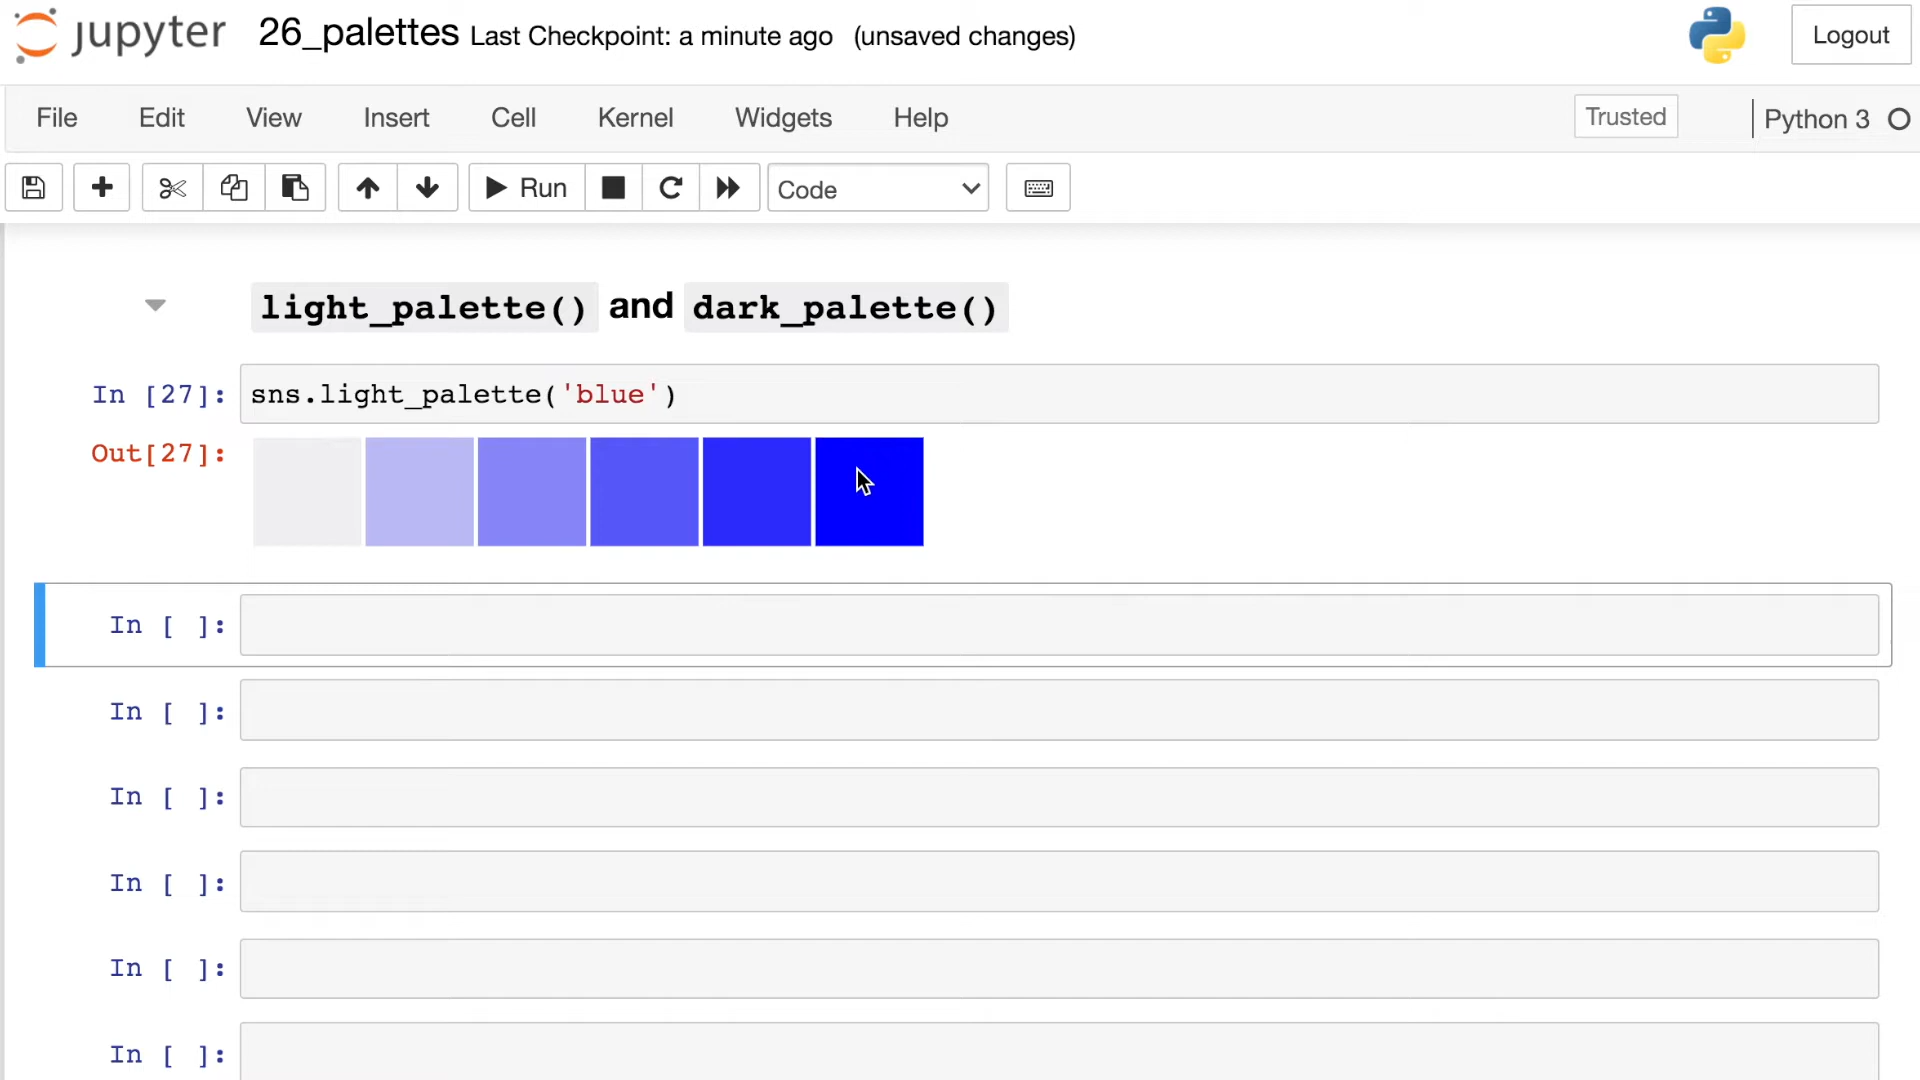 jupyter 26_palettes Last Checkpoint: a minute ago (unsaved changes) Logout
File Edit View Insert Cell Kernel Widgets Help Trusted Python 3
Run Code
light_palette() and dark_palette()
In [27]: sns.light_palette('blue')
Out[27]:
In [ ]:
In [ ]:
In [ ]:
In [ ]:
In [ ]:
In [ ]: